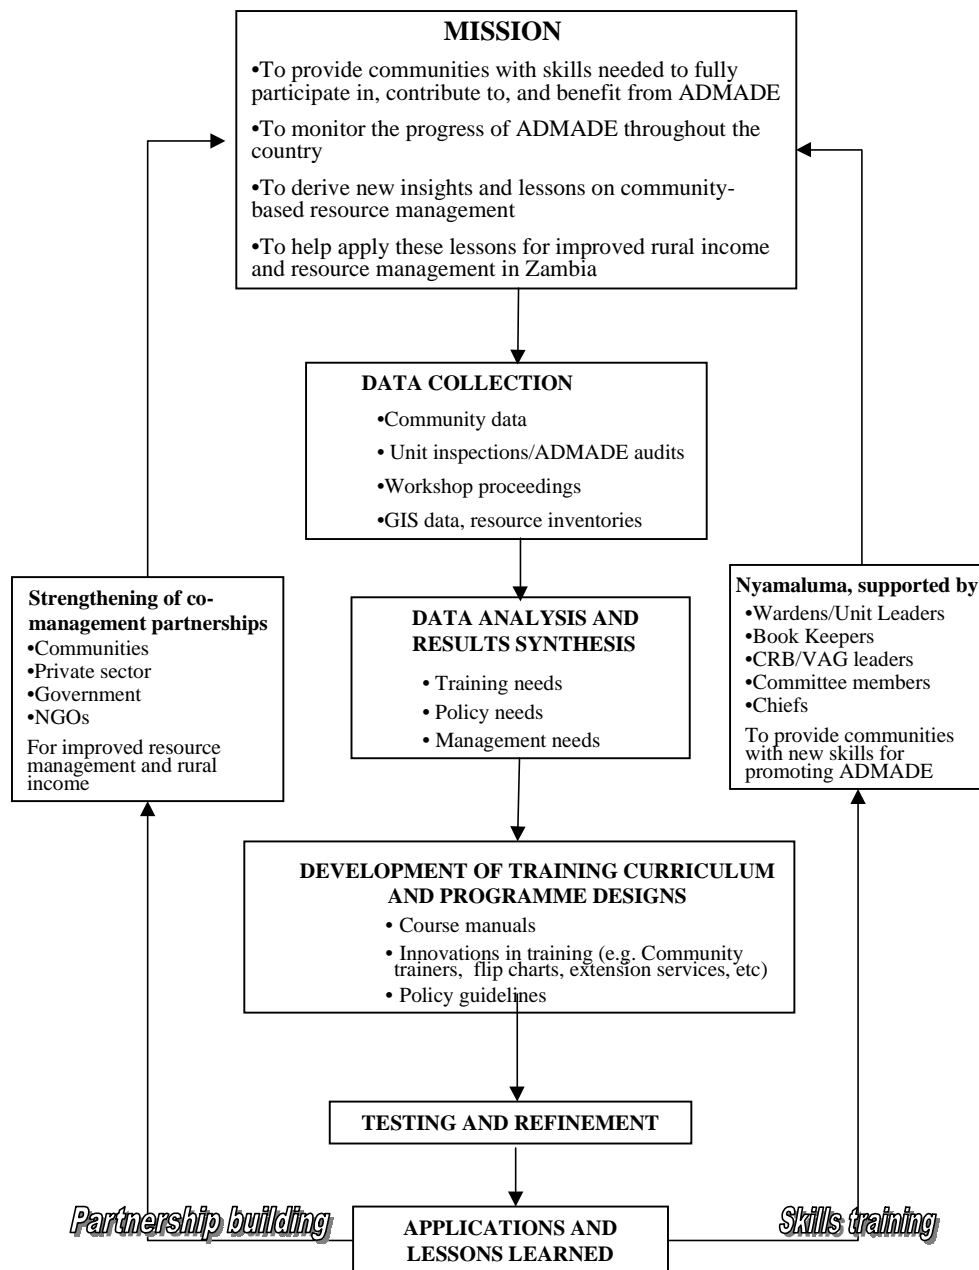 MISSION
•To provide communities with skills needed to fully
participate in, contribute to, and benefit from ADMADE
•To monitor the progress of ADMADE throughout the
country
•To derive new insights and lessons on community-
based resource management
•To help apply these lessons for improved rural income
and resource management in Zambia
DATA COLLECTION
•Community data
• Unit inspections/ADMADE audits
•Workshop proceedings
•GIS data, resource inventories
Strengthening of co-
management partnerships
•Communities
•Private sector
•Government
•NGOs
For improved resource
management and rural
income
DATA ANALYSIS AND
RESULTS SYNTHESIS
• Training needs
• Policy needs
• Management needs
Nyamaluma, supported by
•Wardens/Unit Leaders
•Book Keepers
•CRB/VAG leaders
•Committee members
•Chiefs
To provide communities
with new skills for
promoting ADMADE
DEVELOPMENT OF TRAINING CURRICULUM
AND PROGRAMME DESIGNS
• Course manuals
• Innovations in training (e.g. Community
trainers, flip charts, extension services, etc)
• Policy guidelines
TESTING AND REFINEMENT
Partnership building
APPLICATIONS AND
LESSONS LEARNED
Skills training